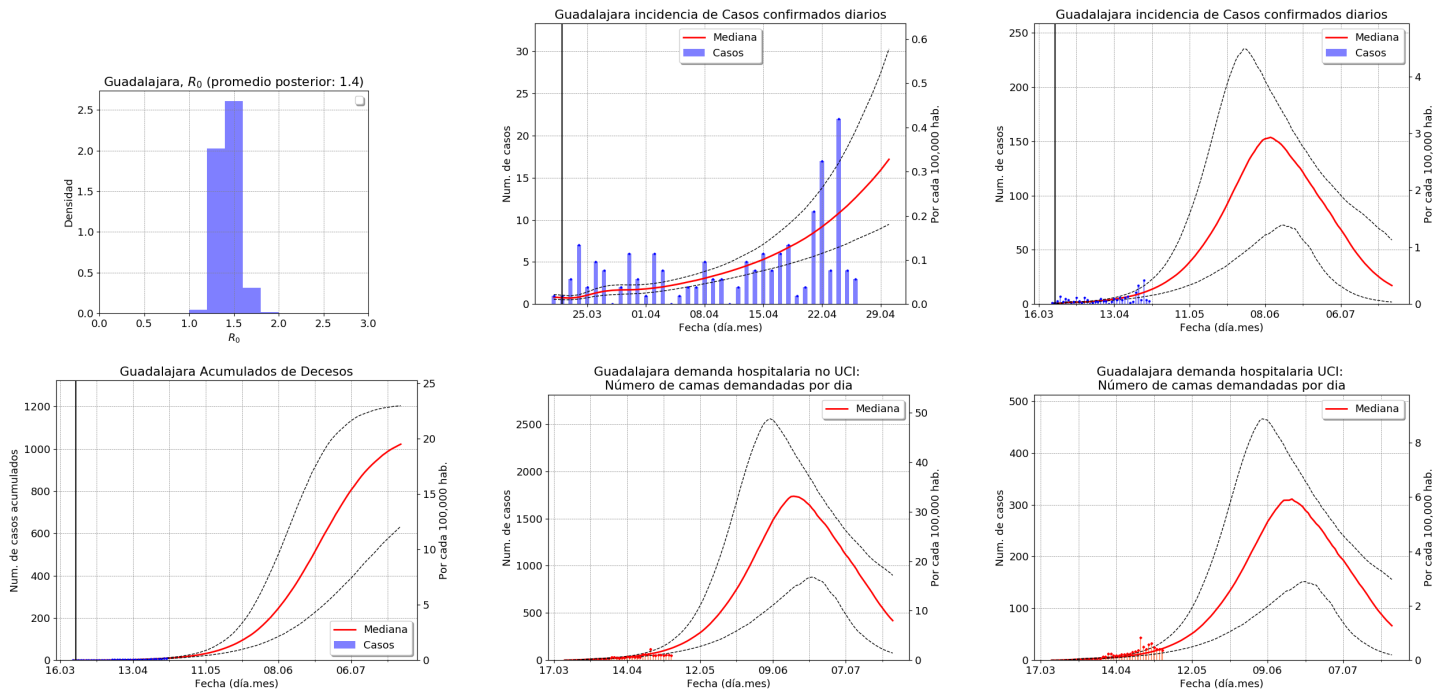 Guadalajara, R₀ (promedio posterior: 1.4)
Densidad
2.5
2.0
1.5
1.0
0.5
0.0
0.0 0.5 1.0 1.5 2.0 2.5 3.0
R₀
Guadalajara incidencia de Casos confirmados diarios
Mediana
Casos
Num. de casos
30
25
20
15
10
5
0
0.6
0.5
0.4
0.3
0.2
0.1
0.0
Por cada 100,000 hab.
25.03 01.04 08.04 15.04 22.04 29.04
Fecha (día.mes)
Guadalajara incidencia de Casos confirmados diarios
Mediana
Casos
Num. de casos
250
200
150
100
50
0
4
3
2
1
0
Por cada 100,000 hab.
16.03 13.04 11.05 08.06 06.07
Fecha (día.mes)
Guadalajara Acumulados de Decesos
Num. de casos acumulados
1200
1000
800
600
400
200
0
25
20
15
10
5
0
Por cada 100,000 hab.
Mediana
Casos
16.03 13.04 11.05 08.06 06.07
Fecha (día.mes)
Guadalajara demanda hospitalaria no UCI:
Número de camas demandadas por dia
Mediana
Num. de casos
2500
2000
1500
1000
500
0
50
40
30
20
10
0
Por cada 100,000 hab.
17.03 14.04 12.05 09.06 07.07
Fecha (día.mes)
Guadalajara demanda hospitalaria UCI:
Número de camas demandadas por dia
Mediana
Num. de casos
500
400
300
200
100
0
8
6
4
2
0
Por cada 100,000 hab.
17.03 14.04 12.05 09.06 07.07
Fecha (día.mes)